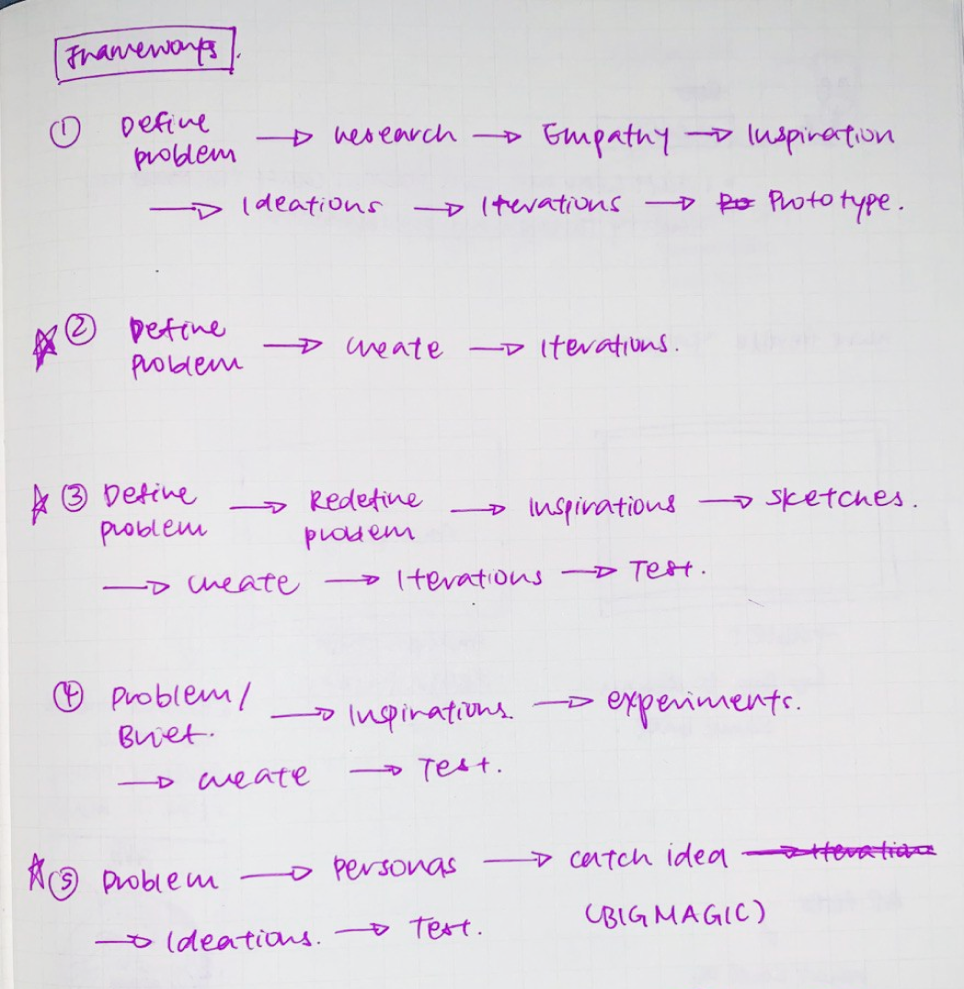 Frameworks.
① Define problem → research → Empathy → Inspiration
→ Ideations → Iterations → Prototype.
② Define problem → create → Iterations.
③ Define problem → Redefine problem → Inspirations → sketches.
→ create → Iterations → Test.
④ problem / Brief. → Inspirations. → experiments.
→ create → Test.
⑤ problem → personas → catch idea → Iterations
(BIG MAGIC)
→ Ideations. → Test.